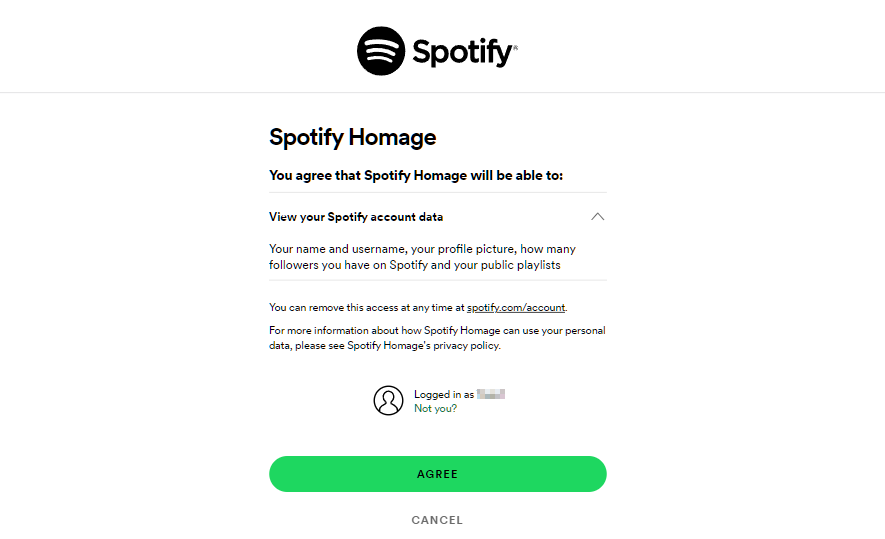 Spotify®
Spotify Homage
You agree that Spotify Homage will be able to:
View your Spotify account data
Your name and username, your profile picture, how many
followers you have on Spotify and your public playlists
You can remove this access at any time at spotify.com/account.
For more information about how Spotify Homage can use your personal
data, please see Spotify Homage's privacy policy.
Logged in as
Not you?
AGREE
CANCEL